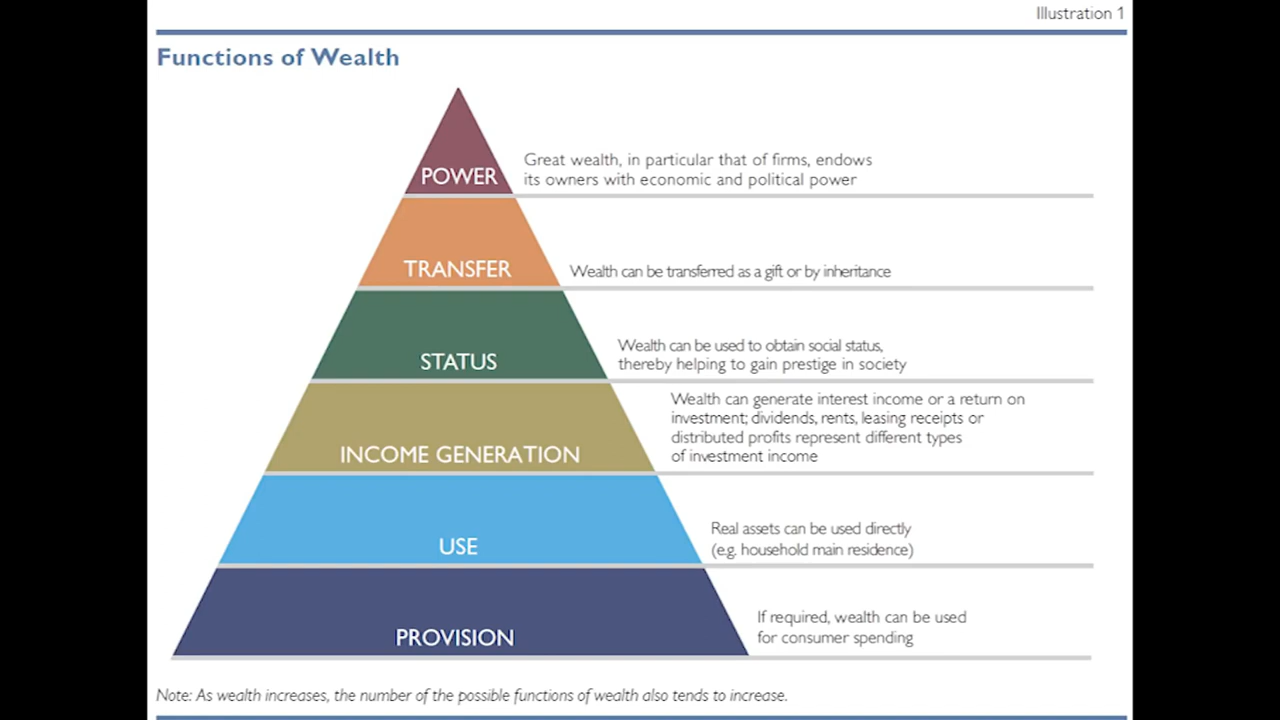 Illustration 1
Functions of Wealth
POWER
Great wealth, in particular that of firms, endows
its owners with economic and political power
TRANSFER
Wealth can be transferred as a gift or by inheritance
STATUS
Wealth can be used to obtain social status,
thereby helping to gain prestige in society
INCOME GENERATION
Wealth can generate interest income or a return on
investment; dividends, rents, leasing receipts or
distributed profits represent different types
of investment income
USE
Real assets can be used directly
(e.g. household main residence)
PROVISION
If required, wealth can be used
for consumer spending
Note: As wealth increases, the number of the possible functions of wealth also tends to increase.